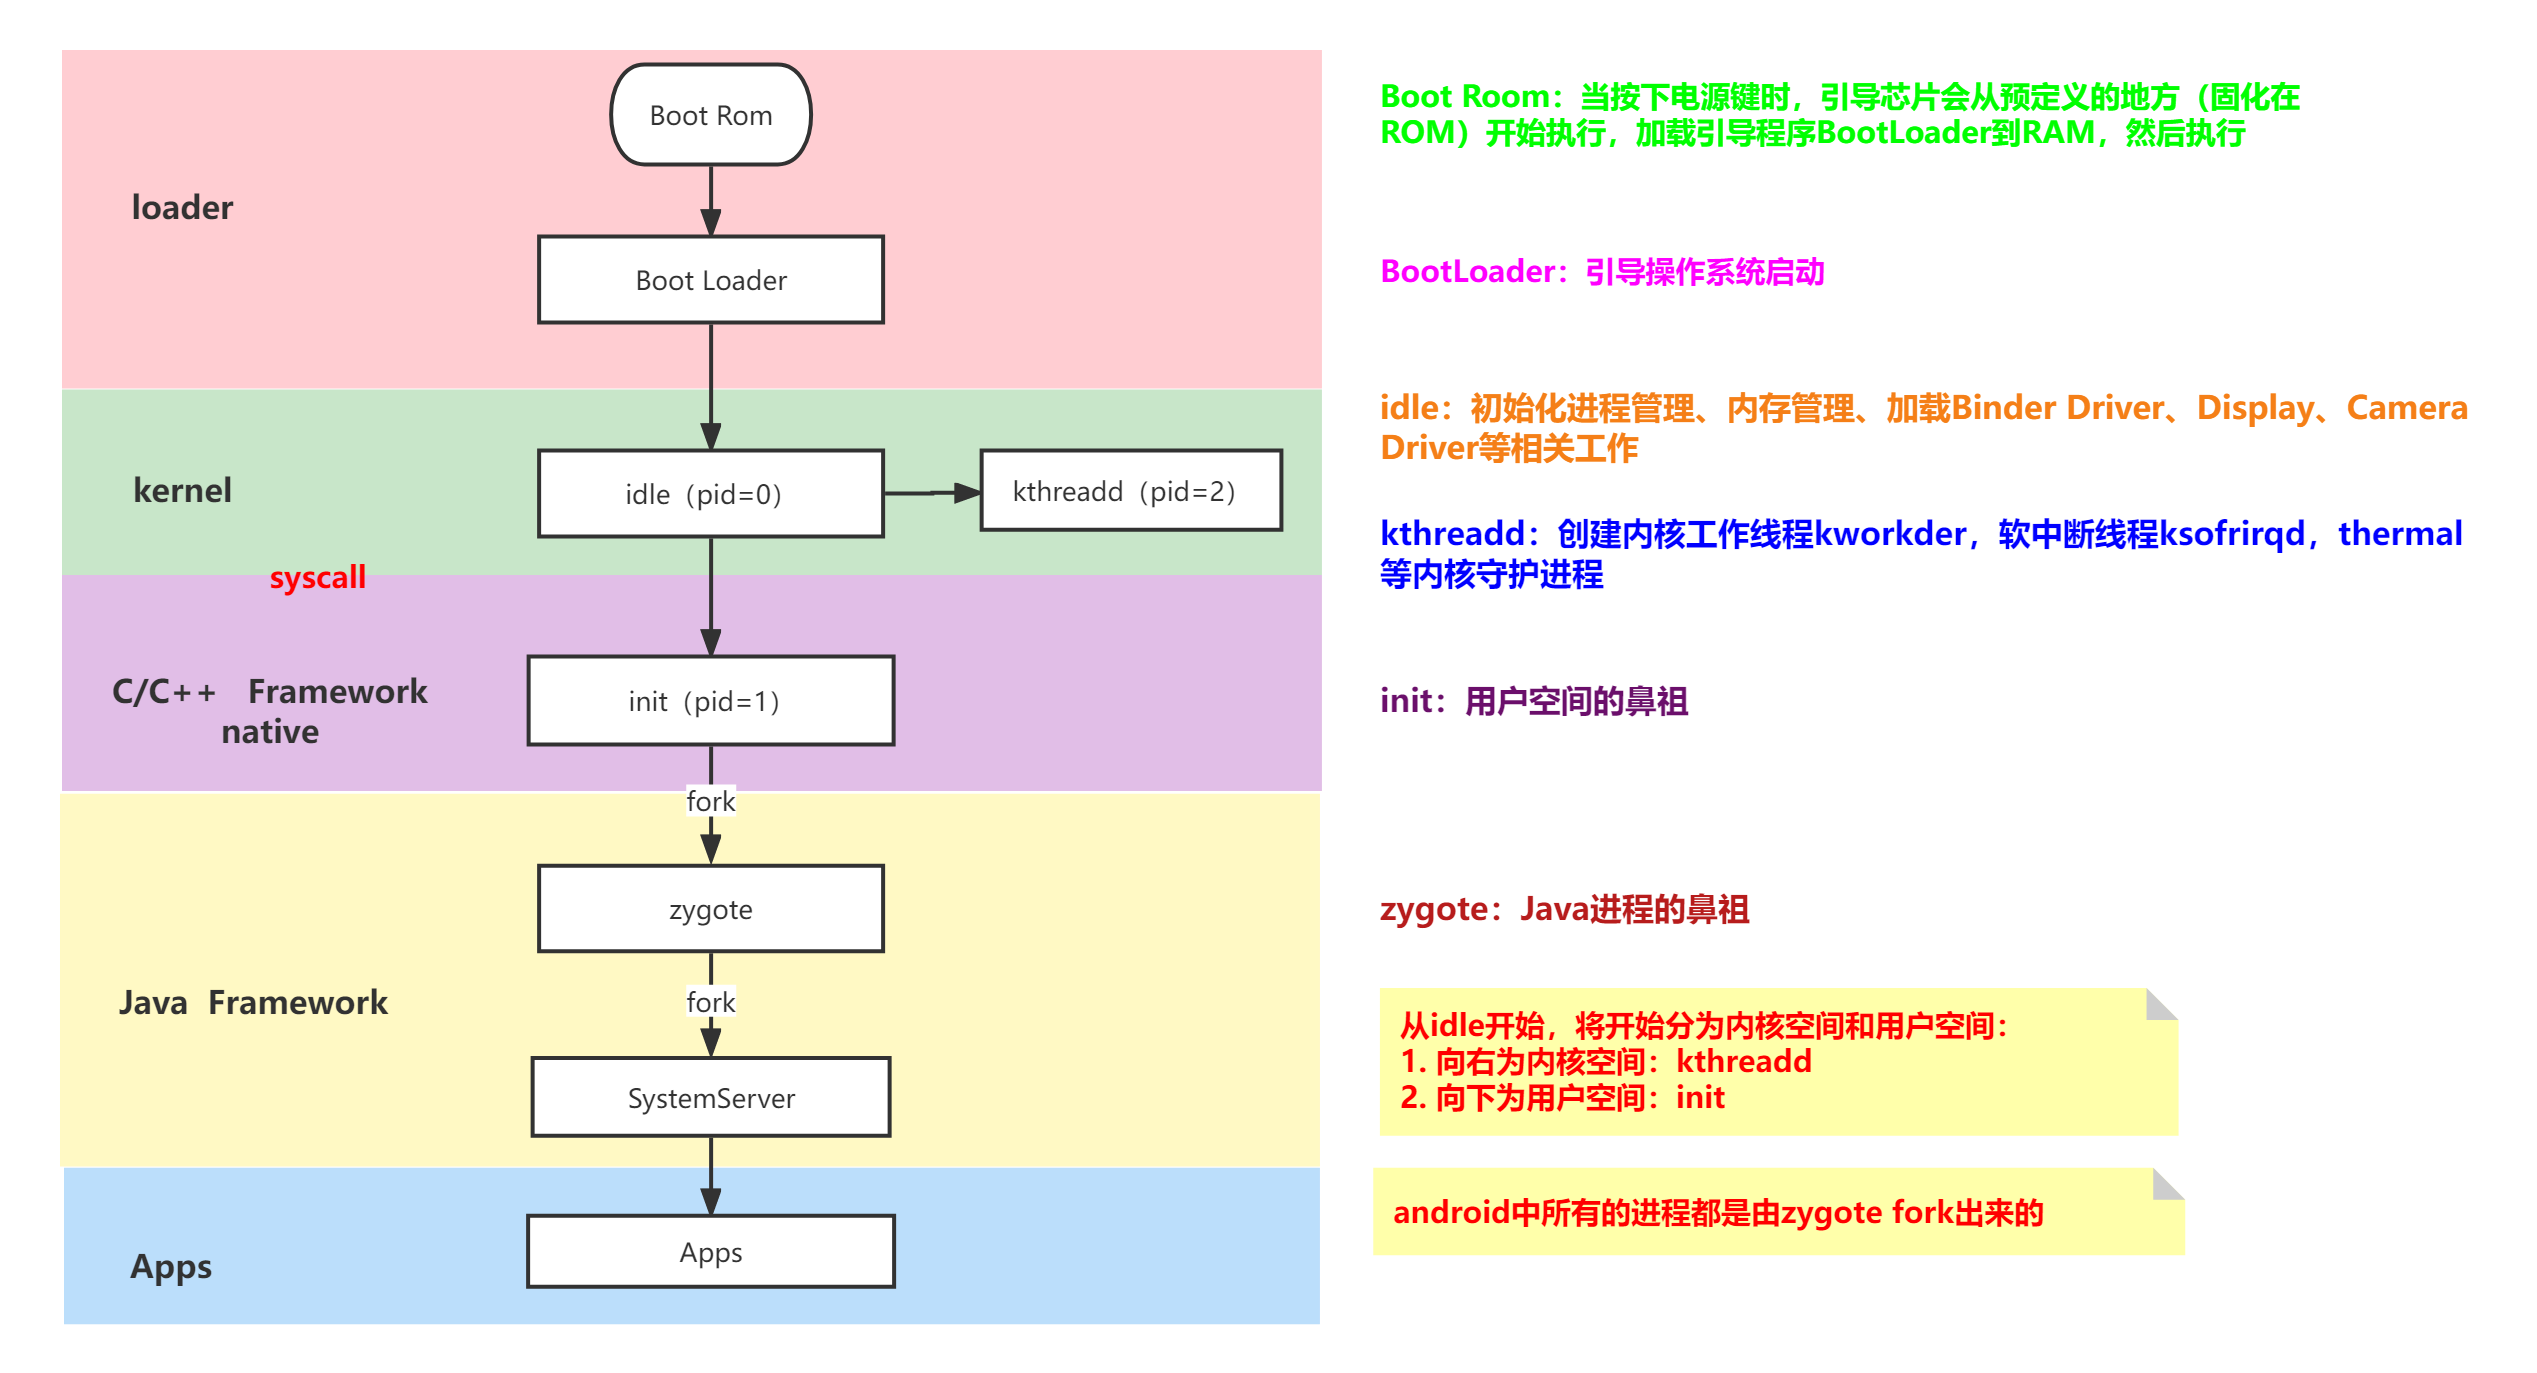 Boot Rom
Boot Room：当按下电源键时，引导芯片会从预定义的地方（固化在
ROM）开始执行，加载引导程序BootLoader到RAM，然后执行
loader
Boot Loader
BootLoader：引导操作系统启动
idle：初始化进程管理、内存管理、加载Binder Driver、Display、Camera
Driver等相关工作
kernel
idle（pid=0）
kthreadd（pid=2）
kthreadd：创建内核工作线程kworkder，软中断线程ksofrirqd，thermal
等内核守护进程
syscall
C/C++ Framework
native
init（pid=1）
init：用户空间的鼻祖
fork
zygote
zygote：Java进程的鼻祖
Java Framework
fork
从idle开始，将开始分为内核空间和用户空间：
1. 向右为内核空间：kthreadd
2. 向下为用户空间：init
SystemServer
Apps
Apps
android中所有的进程都是由zygote fork出来的